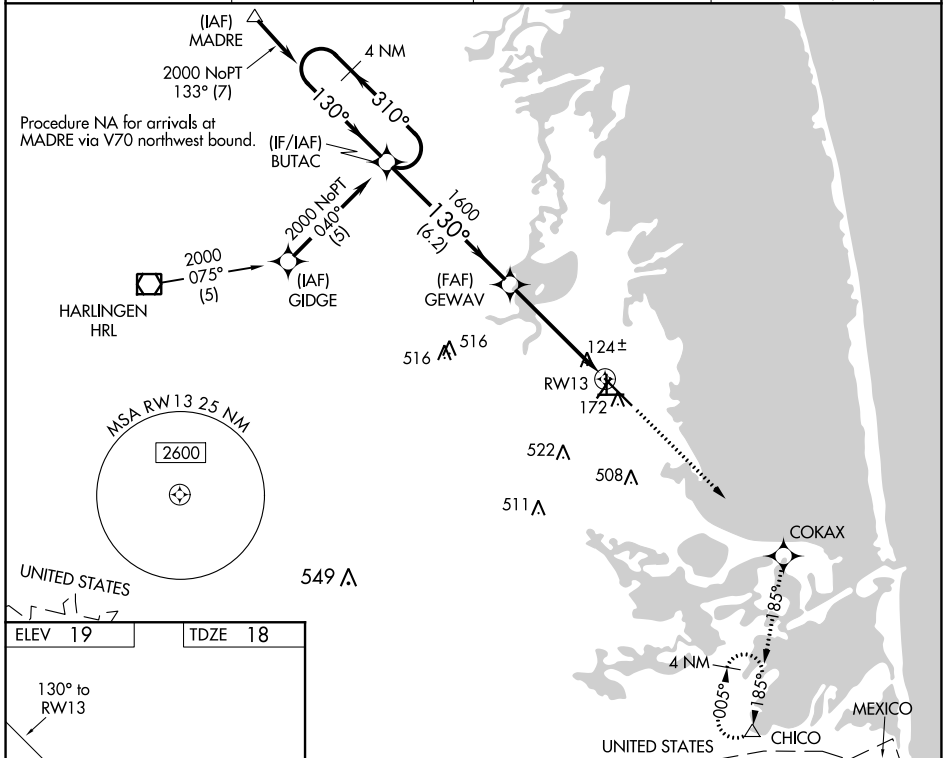 (IAF)
MADRE
4 NM
2000 NoPT
133° (7)
130°
310°
Procedure NA for arrivals at
MADRE via V70 northwest bound.
(IF/IAF)
BUTAC
2000 NoPT
040°
(5)
1600
130°
(6.2)
2000
075°
(5)
(IAF)
GIDGE
HARLINGEN
HRL
(FAF)
GEWAV
516
516
124±
RW13
172
MSA RW13 25 NM
2600
522
508
511
549
COKAX
185°
4 NM
005°
185°
CHICO
MEXICO
UNITED STATES
UNITED STATES
ELEV 19
TDZE 18
130° to
RW13